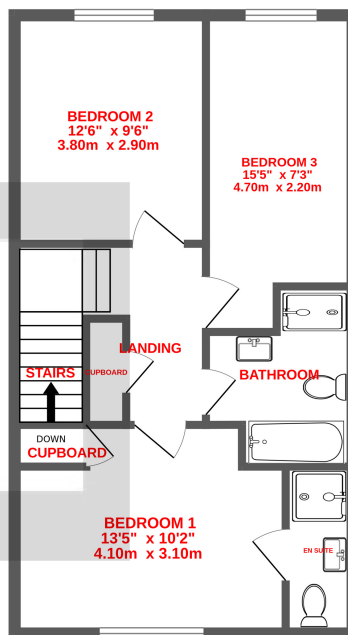 BEDROOM 2
12'6" x 9'6"
3.80m x 2.90m
BEDROOM 3
15'5" x 7'3"
4.70m x 2.20m
LANDING
STAIRS
CUPBOARD
BATHROOM
DOWN
CUPBOARD
BEDROOM 1
13'5" x 10'2"
4.10m x 3.10m
EN SUITE